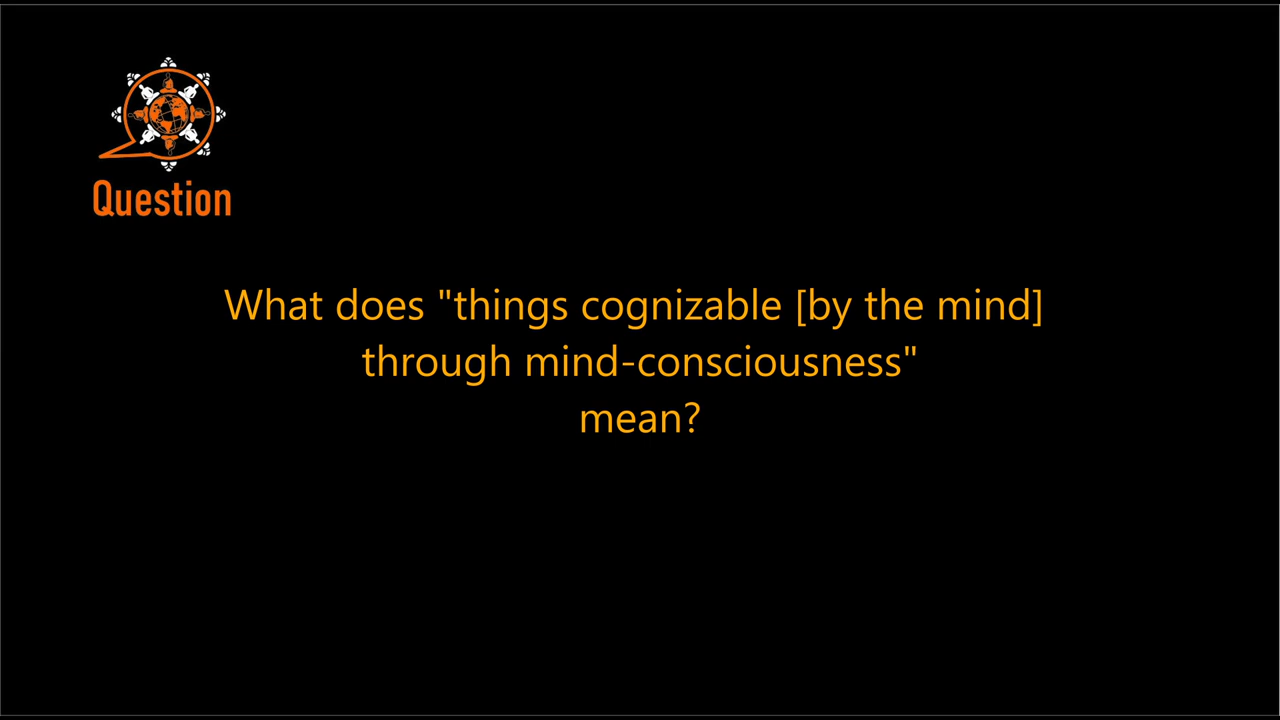 Question
What does "things cognizable [by the mind]
through mind-consciousness"
mean?